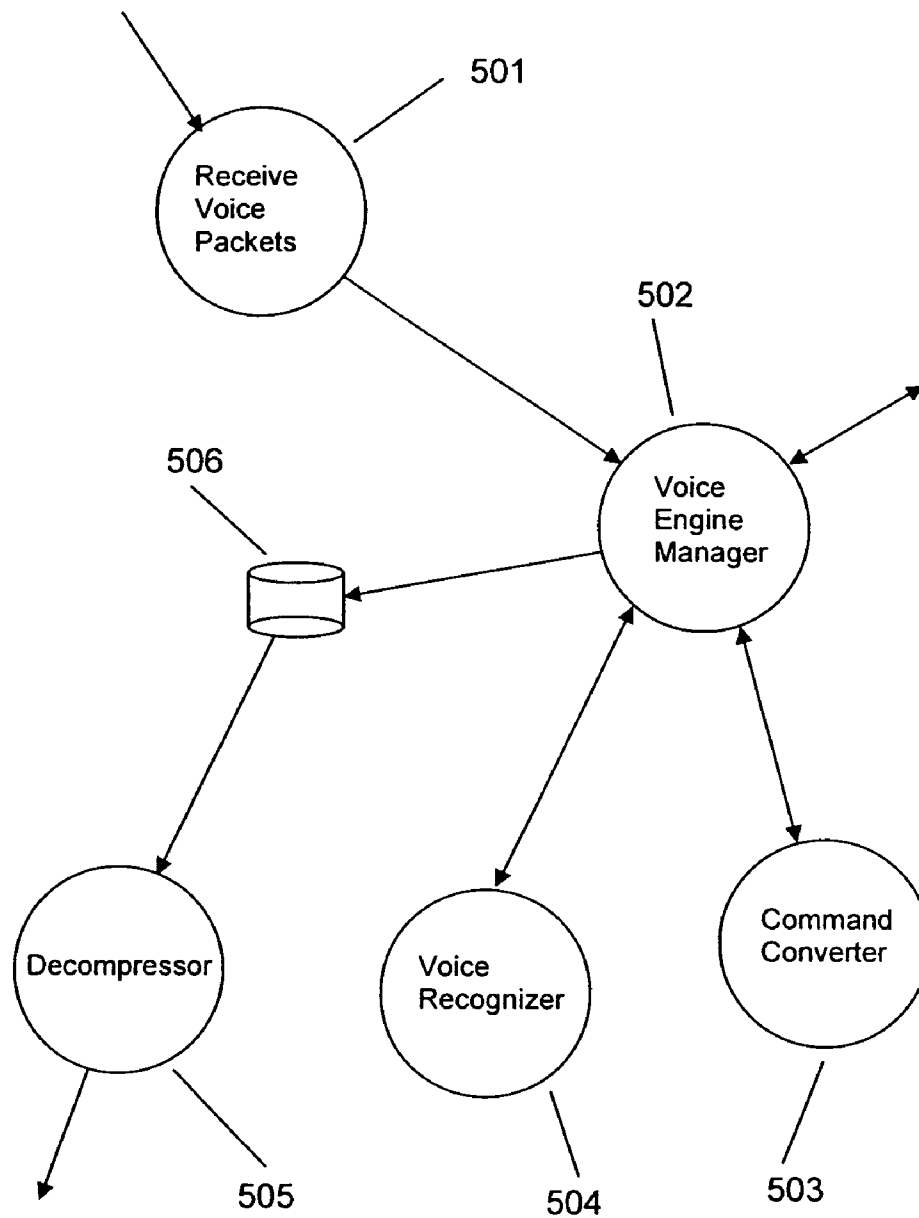 501
Receive
Voice
Packets
502
506
Voice
Engine
Manager
Decompressor
Voice
Recognizer
Command
Converter
505
504
503